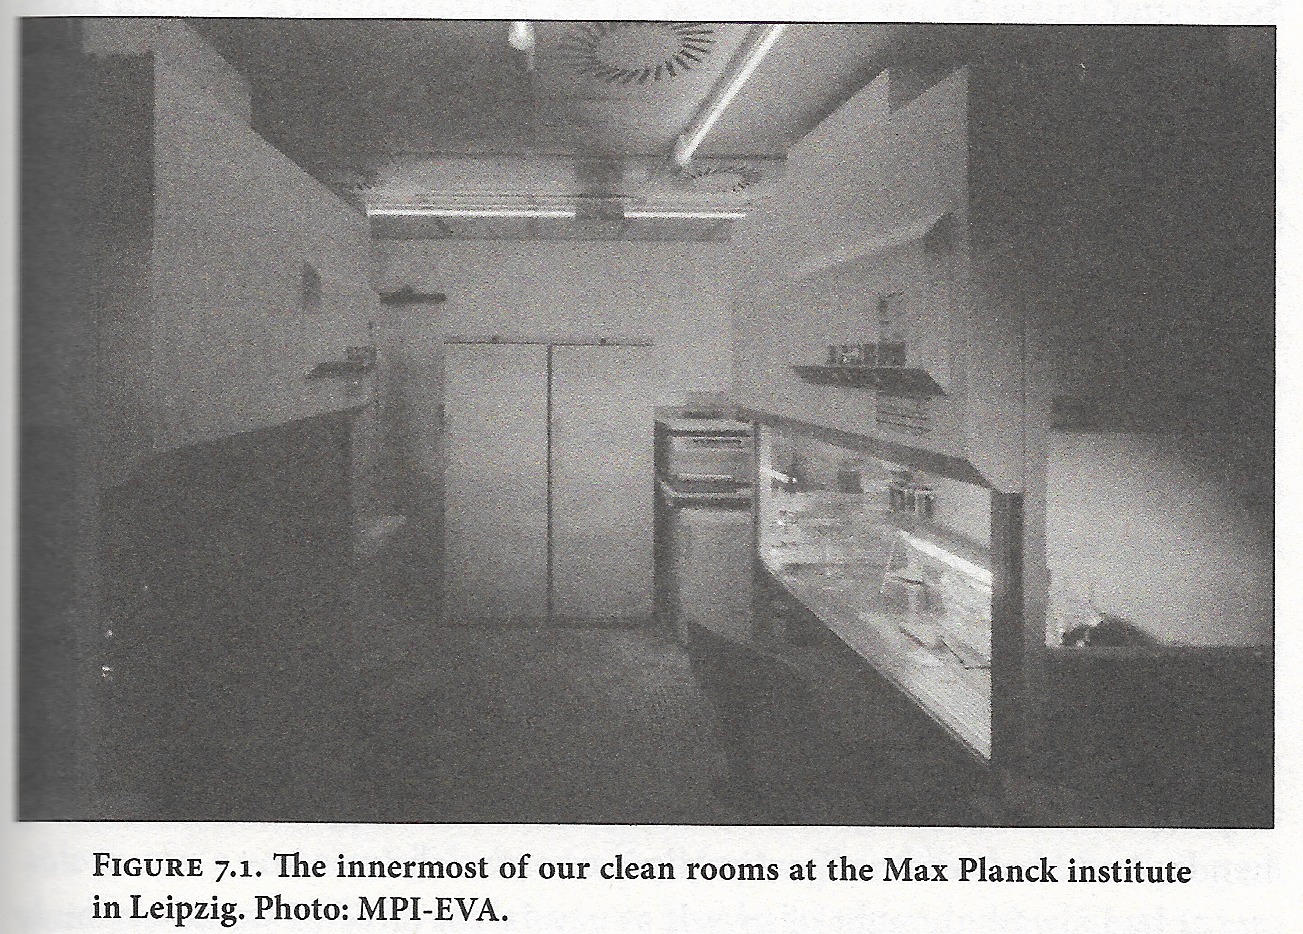 FIGURE 7.1. The innermost of our clean rooms at the Max Planck institute
in Leipzig. Photo: MPI-EVA.